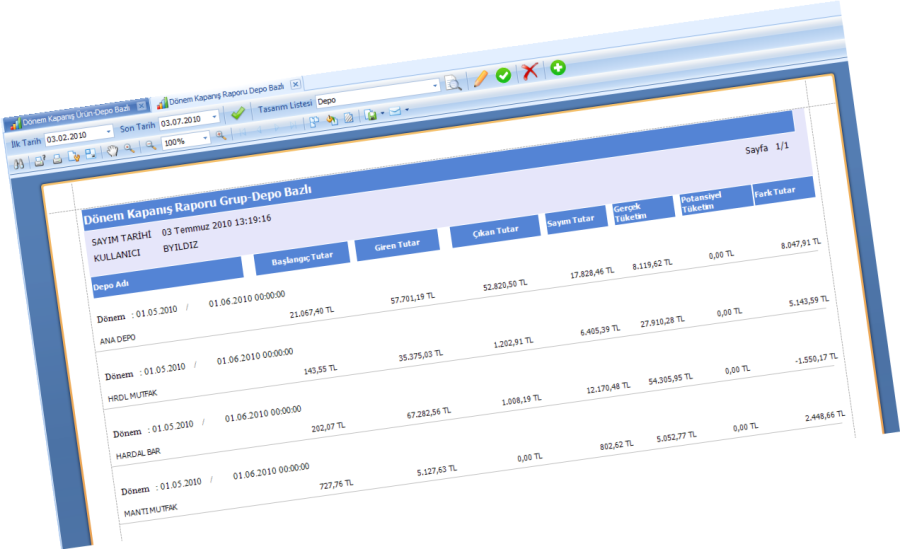 Dönem Kapanış Ürün-Depo Bazlı Dönem Kapanış Raporu Depo Bazlı
İlk Tarih 03.02.2010 Son Tarih 03.07.2010 Tasarım Listesi Depo
100%
Dönem Kapanış Raporu Grup-Depo Bazlı
SAYIM TARİHİ 03 Temmuz 2010 13:19:16 Sayfa 1/1
KULLANICI BYILDIZ
Depo Adı Başlangıç Tutar Giren Tutar Çıkan Tutar Sayım Tutar Gerçek Tüketim Potansiyel Tüketim Fark Tutar
Dönem : 01.05.2010 / 01.06.2010 00:00:00
ANA DEPO 21.067,40 TL 57.701,19 TL 52.820,50 TL 17.828,46 TL 8.119,62 TL 0,00 TL 8.047,91 TL
Dönem : 01.05.2010 / 01.06.2010 00:00:00
HRDL MUTFAK 143,55 TL 35.375,03 TL 1.202,91 TL 6.405,39 TL 27.910,28 TL 0,00 TL 5.143,59 TL
Dönem : 01.05.2010 / 01.06.2010 00:00:00
HARDAL BAR 202,07 TL 67.282,56 TL 1.008,19 TL 12.170,48 TL 54.305,95 TL 0,00 TL -1.550,17 TL
Dönem : 01.05.2010 / 01.06.2010 00:00:00
MANTI MUTFAK 727,76 TL 5.127,63 TL 0,00 TL 802,62 TL 5.052,77 TL 0,00 TL 2.448,66 TL